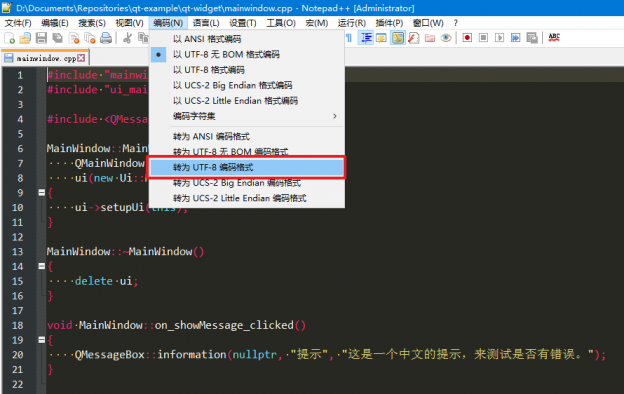 D:\Documents\Repositories\qt-example\qt-widget\mainwindow.cpp - Notepad++ [Administrator]
文件(F) 编辑(E) 搜索(S) 视图(V) 编码(N) 语言(L) 设置(T) 工具(O) 宏(M) 运行(R) 插件(P) 窗口(W) ?
mainwindow.cpp
以 ANSI 格式编码
以 UTF-8 无 BOM 格式编码
以 UTF-8 格式编码
以 UCS-2 Big Endian 格式编码
以 UCS-2 Little Endian 格式编码
编码字符集
转为 ANSI 编码格式
转为 UTF-8 无 BOM 编码格式
转为 UTF-8 编码格式
转为 UCS-2 Big Endian 编码格式
转为 UCS-2 Little Endian 编码格式
ABC
1 #include "mainwi
2 #include "ui_mai
3
4 #include <QMess
5
6 MainWindow::Main
7 QMainWindow
8 ui(new Ui::
9 {
10 ui->setupUi(this);
11 }
12
13 MainWindow::~MainWindow()
14 {
15 delete ui;
16 }
17
18 void MainWindow::on_showMessage_clicked()
19 {
20 QMessageBox::information(nullptr, "提示", "这是一个中文的提示，来测试是否有错误。");
21 }
22